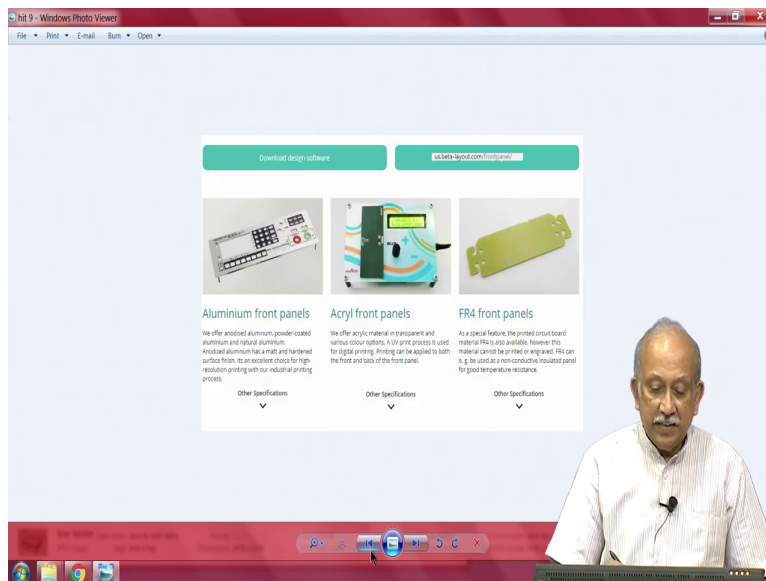 hit 9 - Windows Photo Viewer
File Print E-mail Burn Open
Download design software
us.beta-layout.com/frontpanel/
Aluminium front panels
We offer anodised aluminum, powder-coated
aluminium and natural aluminium.
Anodised aluminum has a matt and hardened
surface finish. Its an excellent choice for high-
resolution printing with our industrial printing
process.
Other Specifications
Acryl front panels
We offer acrylic material in transparent and
various colour options. A UV print process is used
for digital printing. Printing can be applied to both
the front and back of the front panel.
Other Specifications
FR4 front panels
As a special feature, the printed circuit board
material FR4 is also available, however this
material cannot be printed or engraved. FR4 can
e. g. be used as a non-conductive insulated panel
for good temperature resistance.
Other Specifications